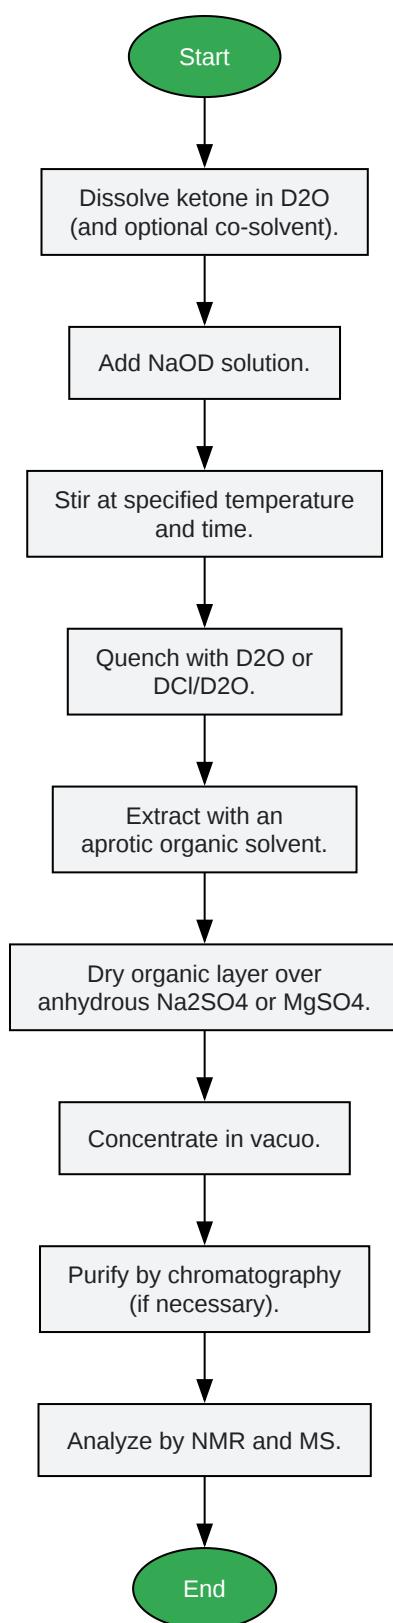 Start
Dissolve ketone in D2O
(and optional co-solvent).
Add NaOD solution.
Stir at specified temperature
and time.
Quench with D2O or
DCl/D2O.
Extract with an
aprotic organic solvent.
Dry organic layer over
anhydrous Na2SO4 or MgSO4.
Concentrate in vacuo.
Purify by chromatography
(if necessary).
Analyze by NMR and MS.
End